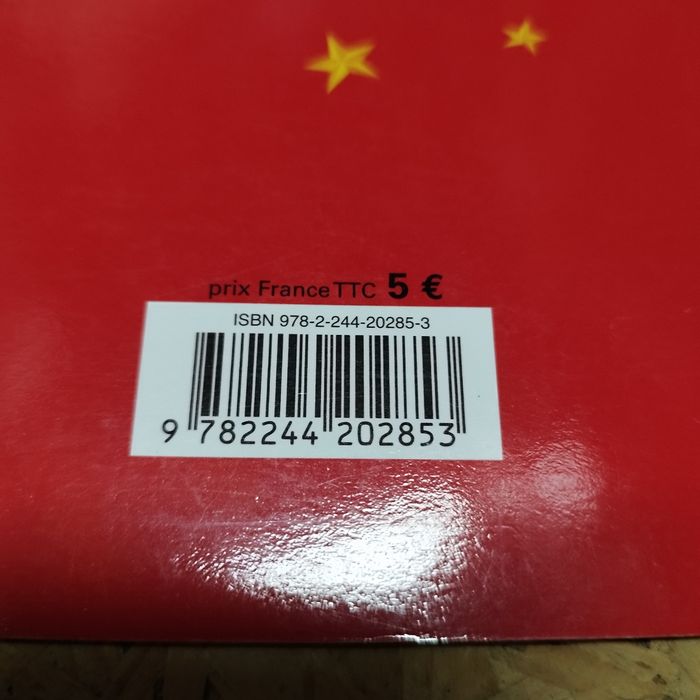 prix France TTC 5 €
ISBN 978-2-244-20285-3
9 782244 202853